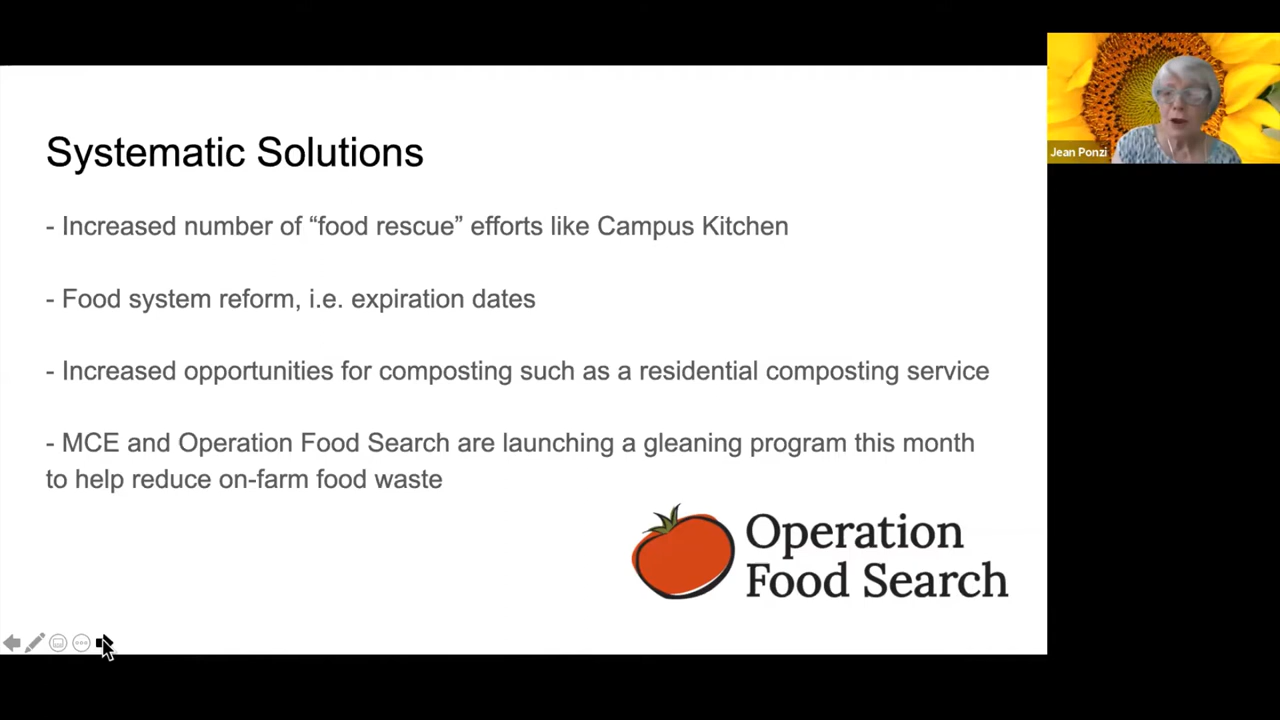 Systematic Solutions
- Increased number of “food rescue” efforts like Campus Kitchen
- Food system reform, i.e. expiration dates
- Increased opportunities for composting such as a residential composting service
- MCE and Operation Food Search are launching a gleaning program this month
to help reduce on-farm food waste
Operation
Food Search
Jean Ponzi